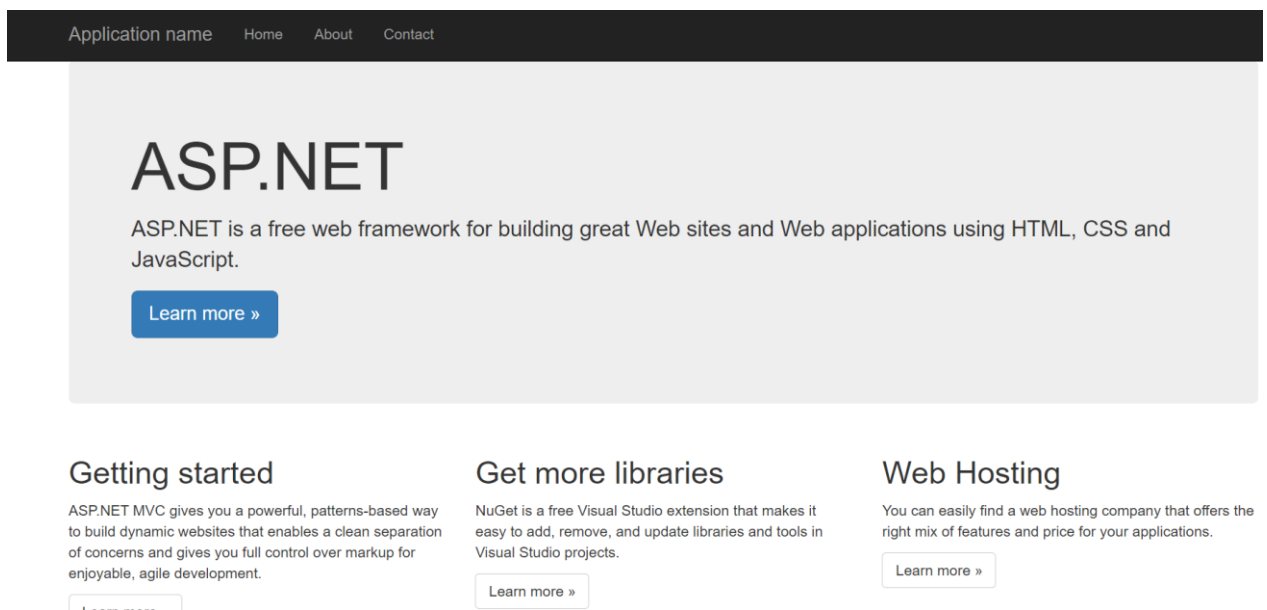 Application name Home About Contact
ASP.NET
ASP.NET is a free web framework for building great Web sites and Web applications using HTML, CSS and
JavaScript.
Learn more »
Getting started
ASP.NET MVC gives you a powerful, patterns-based way
to build dynamic websites that enables a clean separation
of concerns and gives you full control over markup for
enjoyable, agile development.
Get more libraries
NuGet is a free Visual Studio extension that makes it
easy to add, remove, and update libraries and tools in
Visual Studio projects.
Learn more »
Web Hosting
You can easily find a web hosting company that offers the
right mix of features and price for your applications.
Learn more »